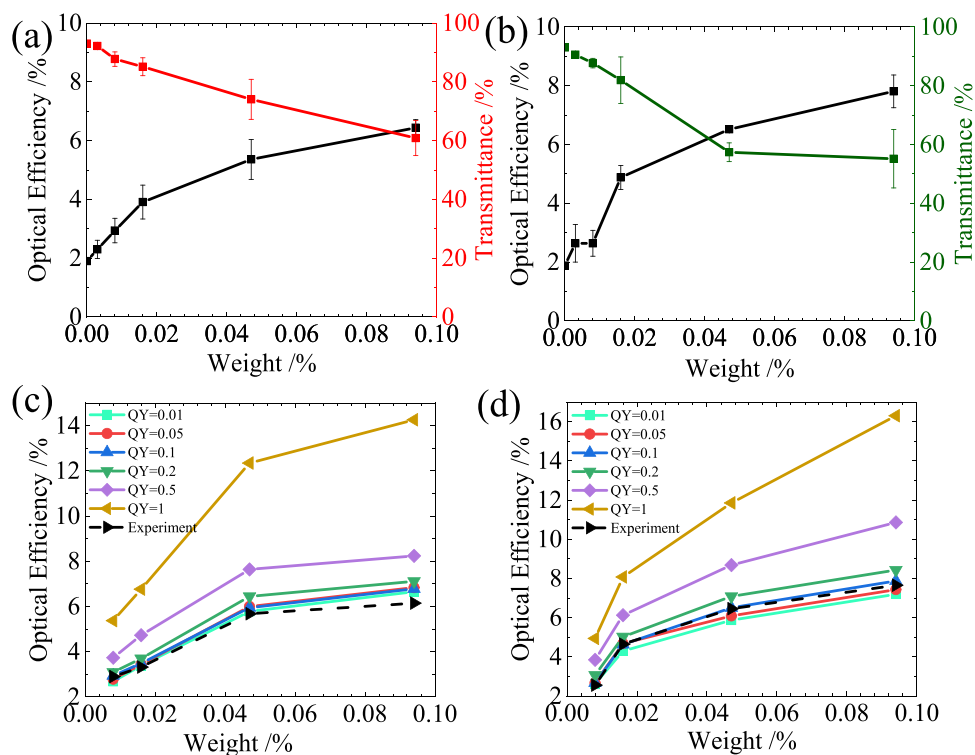 (a)
10
8
6
4
2
0
Optical Efficiency /%
100
80
60
40
20
0
Transmittance /%
0.00 0.02 0.04 0.06 0.08 0.10
Weight /%
(b)
10
8
6
4
2
0
Optical Efficiency /%
100
80
60
40
20
0
Transmittance /%
0.00 0.02 0.04 0.06 0.08 0.10
Weight /%
(c)
QY=0.01
QY=0.05
QY=0.1
QY=0.2
QY=0.5
QY=1
Experiment
14
12
10
8
6
4
2
Optical Efficiency /%
0.00 0.02 0.04 0.06 0.08 0.10
Weight /%
(d)
QY=0.01
QY=0.05
QY=0.1
QY=0.2
QY=0.5
QY=1
Experiment
16
14
12
10
8
6
4
2
Optical Efficiency /%
0.00 0.02 0.04 0.06 0.08 0.10
Weight /%